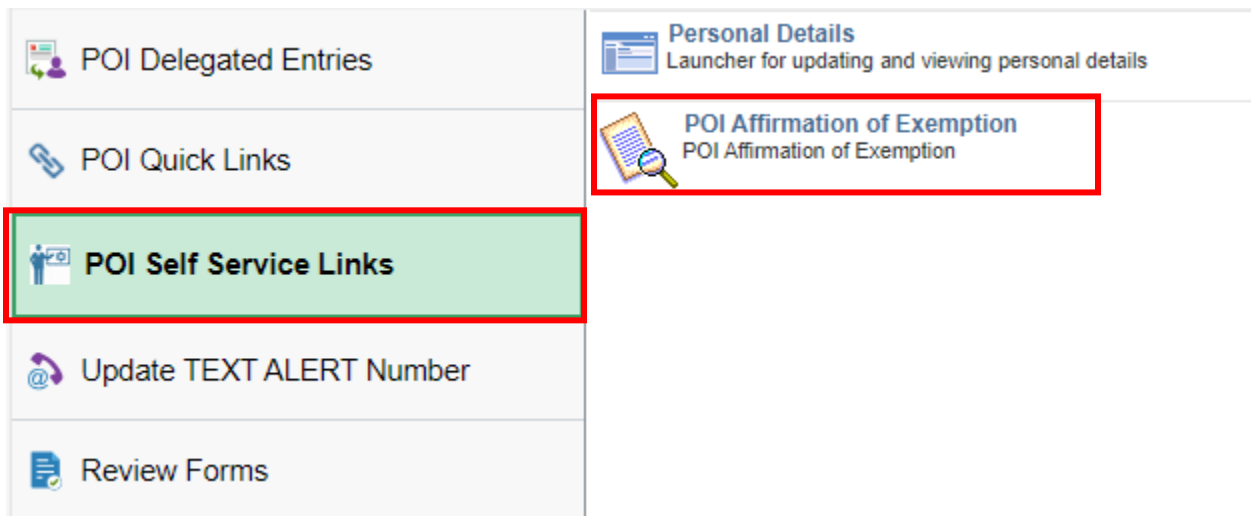 POI Delegated Entries
POI Quick Links
POI Self Service Links
Update TEXT ALERT Number
@
Review Forms
Personal Details
Launcher for updating and viewing personal details
POI Affirmation of Exemption
POI Affirmation of Exemption